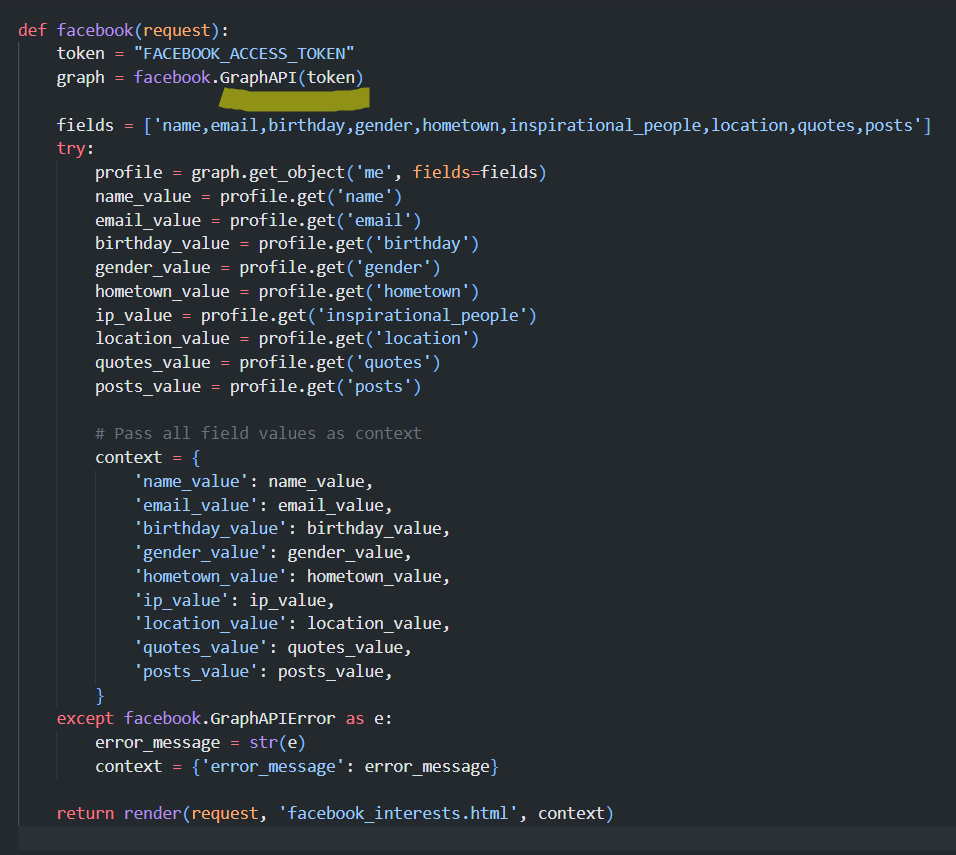 def facebook(request):
    token = "FACEBOOK_ACCESS_TOKEN"
    graph = facebook.GraphAPI(token)
    fields = ['name,email,birthday,gender,hometown,inspirational_people,location,quotes,posts']
    try:
        profile = graph.get_object('me', fields=fields)
        name_value = profile.get('name')
        email_value = profile.get('email')
        birthday_value = profile.get('birthday')
        gender_value = profile.get('gender')
        hometown_value = profile.get('hometown')
        ip_value = profile.get('inspirational_people')
        location_value = profile.get('location')
        quotes_value = profile.get('quotes')
        posts_value = profile.get('posts')
        # Pass all field values as context
        context = {
            'name_value': name_value,
            'email_value': email_value,
            'birthday_value': birthday_value,
            'gender_value': gender_value,
            'hometown_value': hometown_value,
            'ip_value': ip_value,
            'location_value': location_value,
            'quotes_value': quotes_value,
            'posts_value': posts_value,
        }
    except facebook.GraphAPIError as e:
        error_message = str(e)
        context = {'error_message': error_message}
    return render(request, 'facebook_interests.html', context)